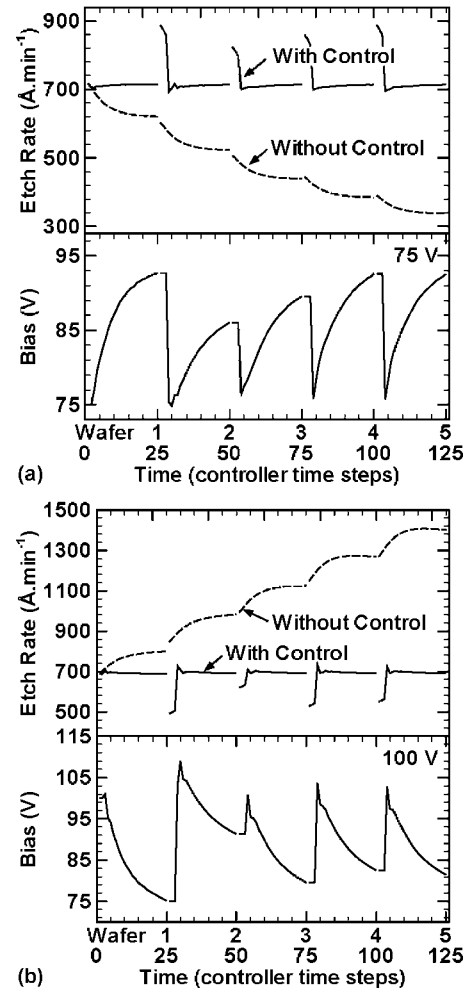 900
700
500
300
Etch Rate (Å.min⁻¹)
With Control
Without Control
95
85
75
Bias (V)
75 V
Wafer 1 2 3 4 5
0 25 50 75 100 125
Time (controller time steps)
(a)
1500
1300
1100
900
700
500
Etch Rate (Å.min⁻¹)
Without Control
With Control
115
105
95
85
75
Bias (V)
100 V
Wafer 1 2 3 4 5
0 25 50 75 100 125
Time (controller time steps)
(b)